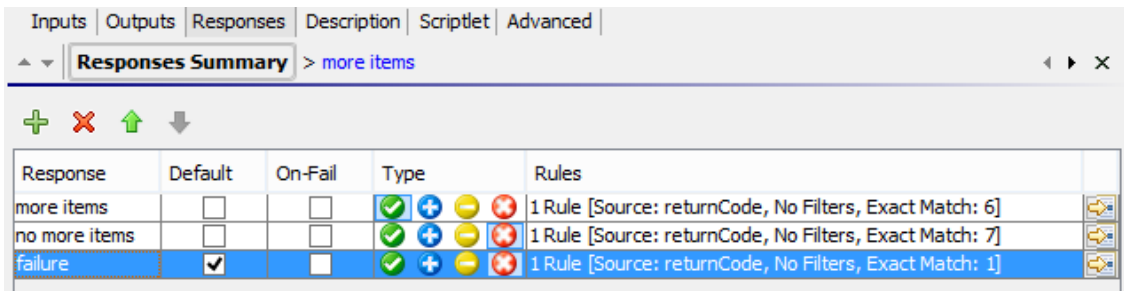 Inputs Outputs Responses Description Scriptlet Advanced
Responses Summary > more items
Response Default On-Fail Type Rules
more items 1 Rule [Source: returnCode, No Filters, Exact Match: 6]
no more items 1 Rule [Source: returnCode, No Filters, Exact Match: 7]
failure 1 Rule [Source: returnCode, No Filters, Exact Match: 1]